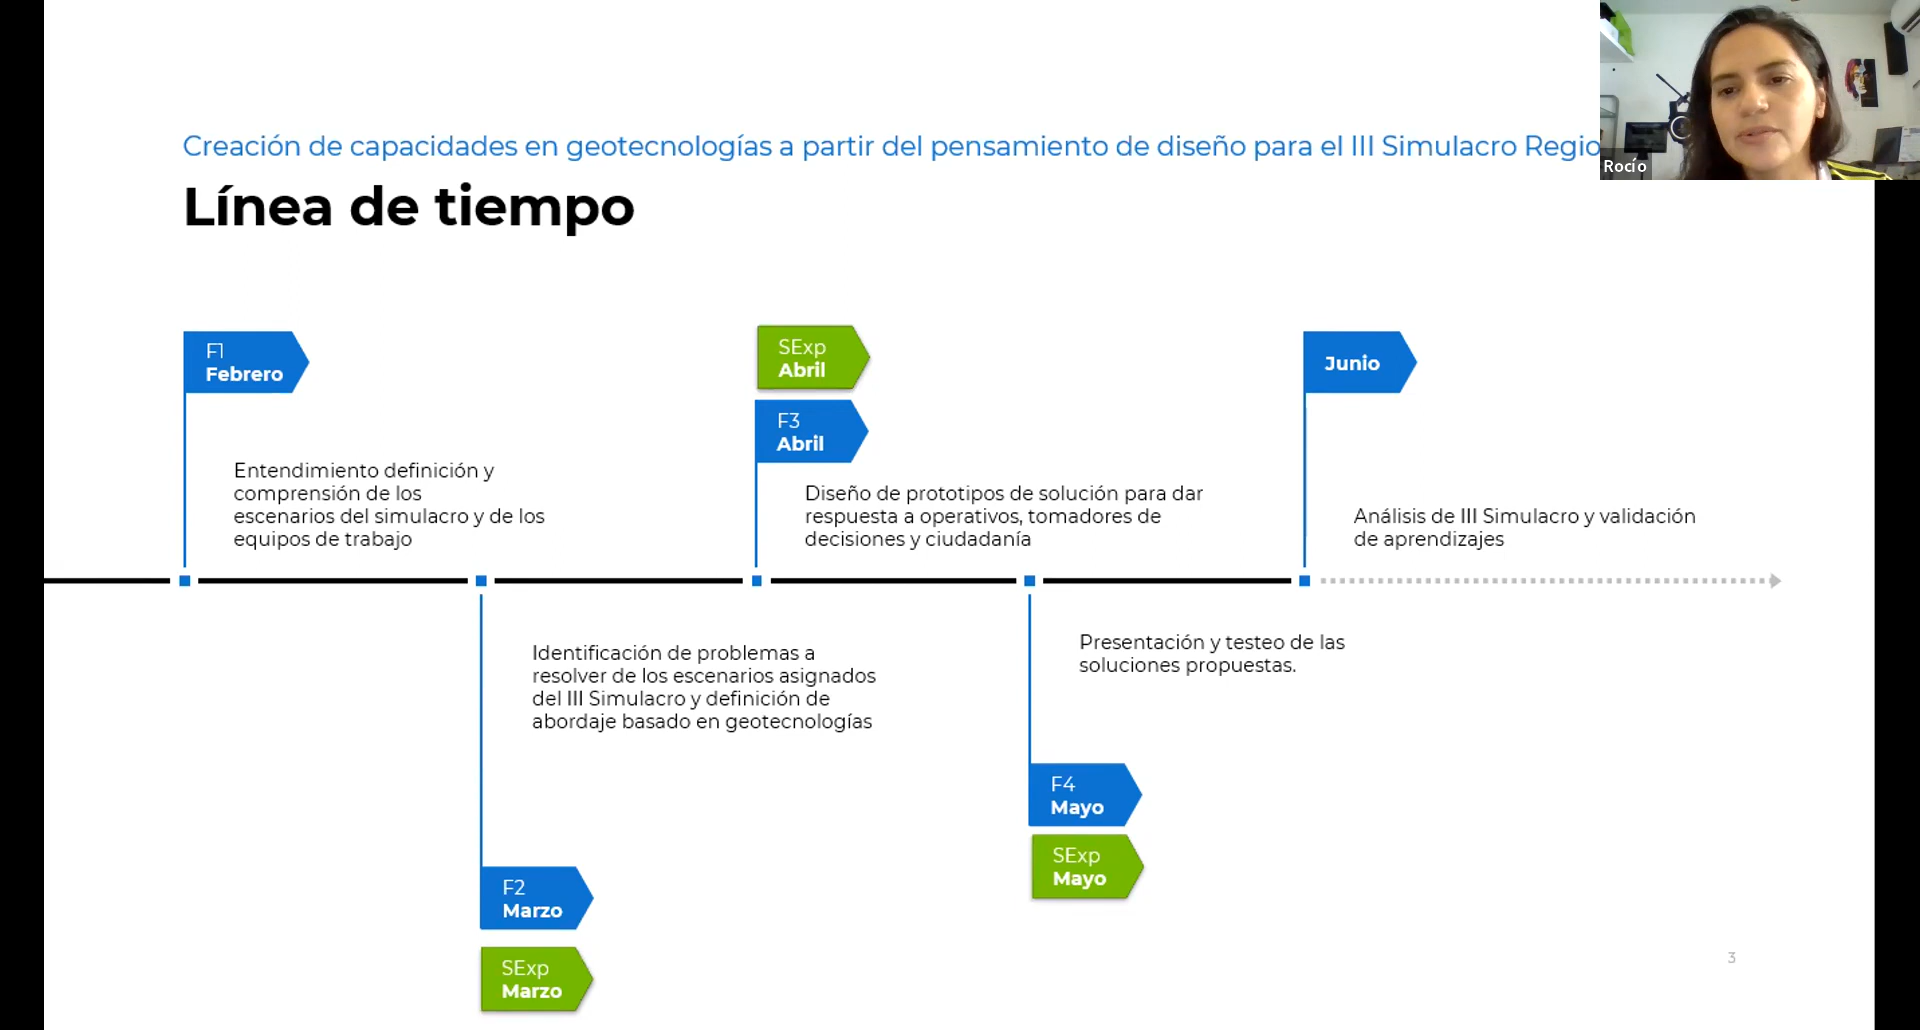 Creación de capacidades en geotecnologías a partir del pensamiento de diseño para el III Simulacro
Rocío
Línea de tiempo
F1
Febrero
SExp
Abril
F3
Abril
Junio
Entendimiento definición y
comprensión de los
escenarios del simulacro y de los
equipos de trabajo
Diseño de prototipos de solución para dar
respuesta a operativos, tomadores de
decisiones y ciudadanía
Análisis de III Simulacro y validación
de aprendizajes
Identificación de problemas a
resolver de los escenarios asignados
del III Simulacro y definición de
abordaje basado en geotecnologías
Presentación y testeo de las
soluciones propuestas.
F4
Mayo
SExp
Mayo
F2
Marzo
SExp
Marzo
3